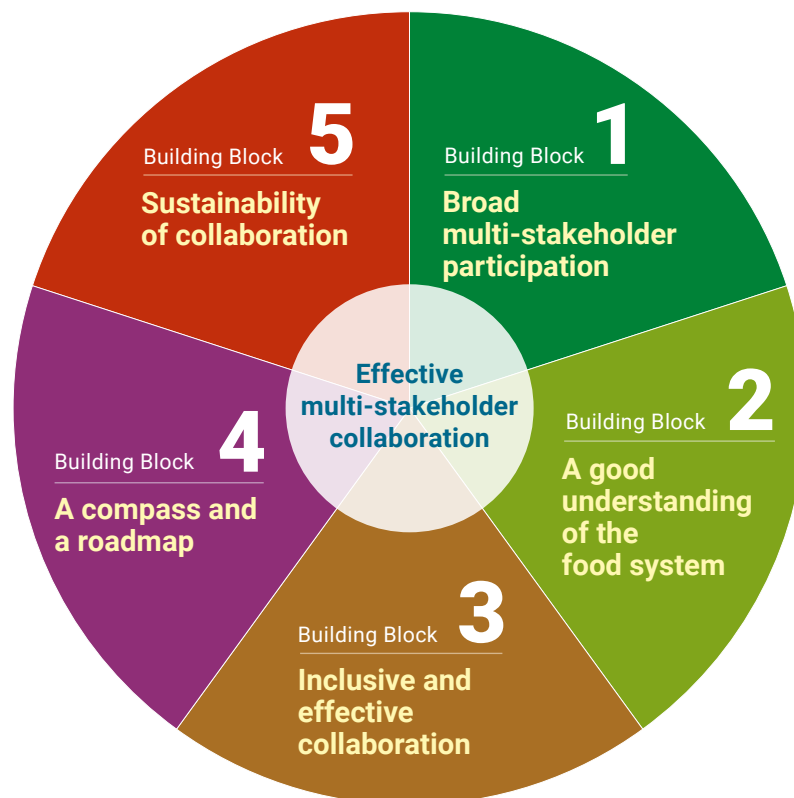 Building Block 1
Broad
multi-stakeholder
participation
Building Block 2
A good
understanding
of the
food system
Building Block 3
Inclusive and
effective
collaboration
Building Block 4
A compass and
a roadmap
Building Block 5
Sustainability
of collaboration
Effective
multi-stakeholder
collaboration